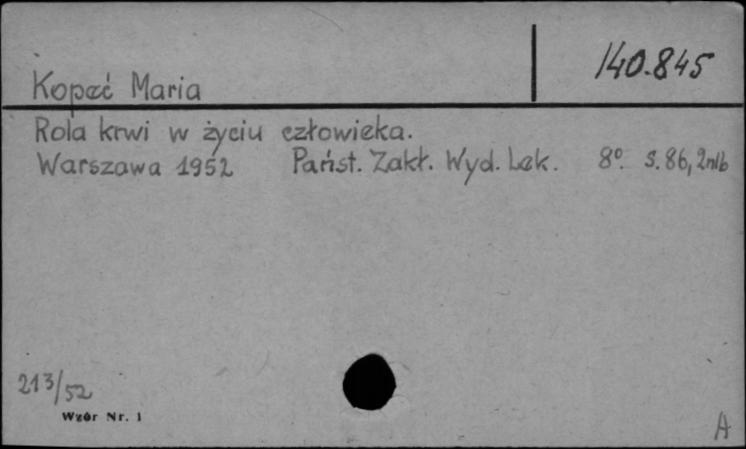 140.845
Kopeć Maria
Rola krwi w życiu człowieka.
Warszawa 1952 Państ. Zakł. Wyd. Lek. 8°. s. 86, 2nlb
213/52
Wzór Nr. 1
A